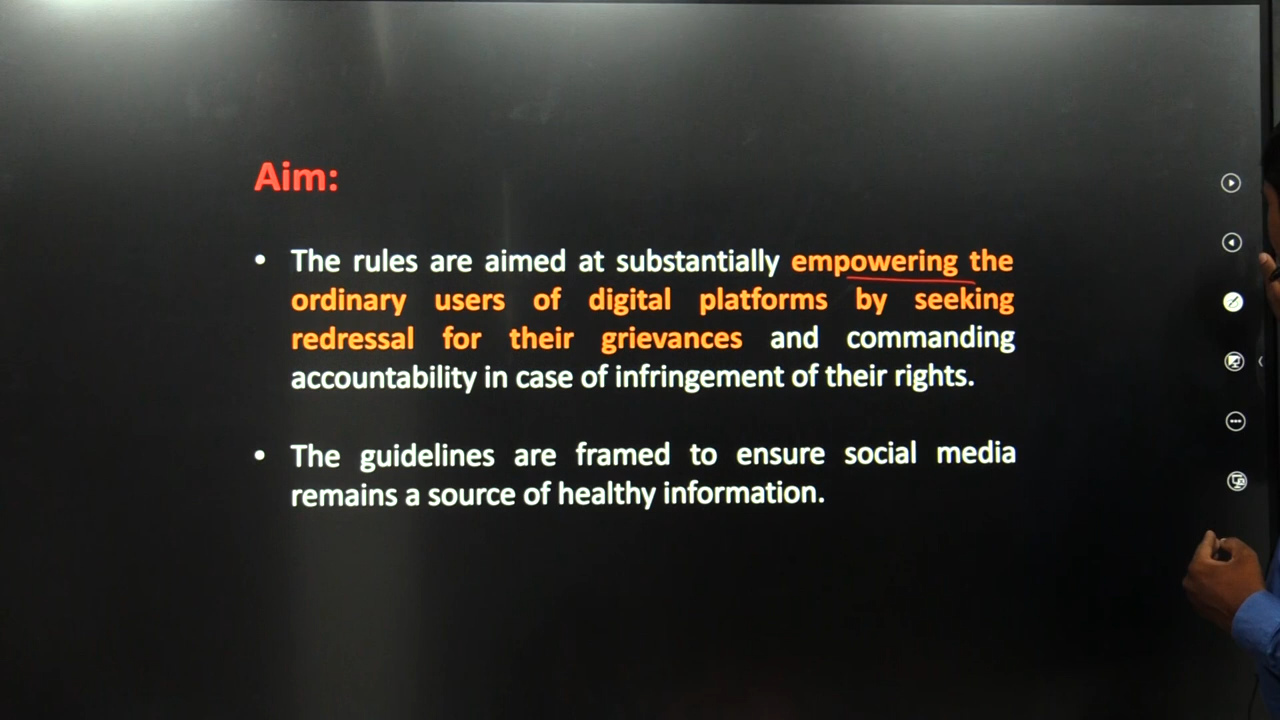 Aim:
• The rules are aimed at substantially empowering the
ordinary users of digital platforms by seeking
redressal for their grievances and commanding
accountability in case of infringement of their rights.
• The guidelines are framed to ensure social media
remains a source of healthy information.